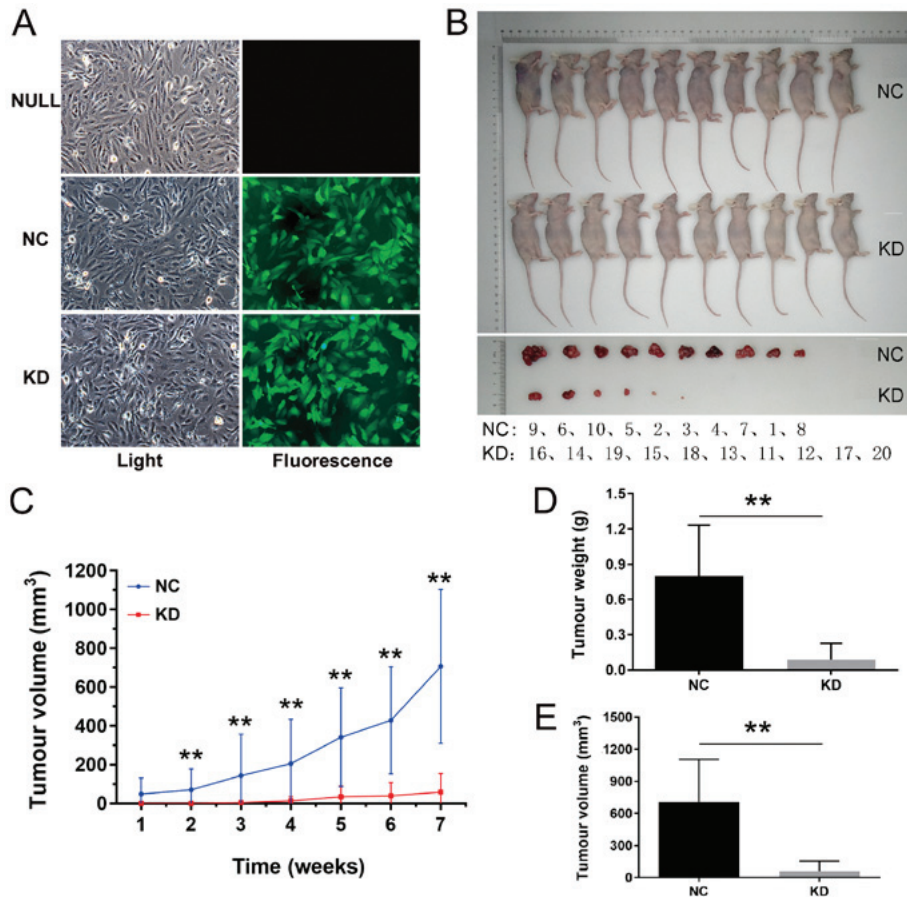 A
NULL
NC
KD
Light
Fluorescence
B
NC
KD
NC
KD
NC: 9、6、10、5、2、3、4、7、1、8
KD: 16、14、19、15、18、13、11、12、17、20
C
Tumour volume (mm³)
1200
1000
800
600
400
200
0
NC
KD
**
**
**
**
**
**
1 2 3 4 5 6 7
Time (weeks)
D
Tumour weight (g)
1.5
1.2
0.9
0.6
0.3
0.0
**
NC KD
E
Tumour volume (mm³)
1500
1200
900
600
300
0
**
NC KD